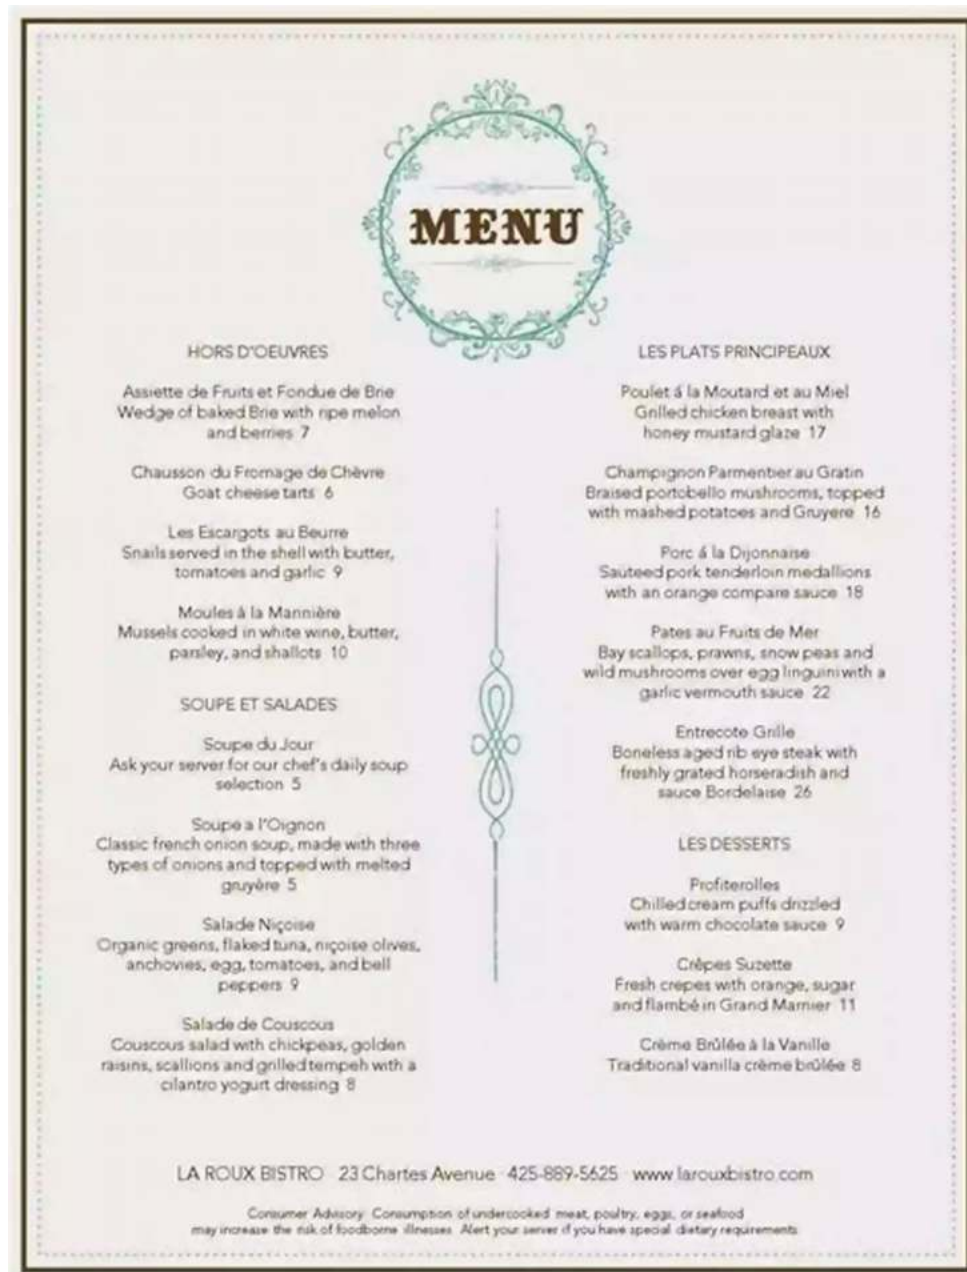 MENU
HORS D'OEUVRES
Assiette de Fruits et Fondue de Brie
Wedge of baked Brie with ripe melon
and berries 7
Chausson du Fromage de Chèvre
Goat cheese tarts 6
Les Escargots au Beurre
Snails served in the shell with butter,
tomatoes and garlic 9
Moules à la Mannière
Mussels cooked in white wine, butter,
parsley, and shallots 10
SOUPE ET SALADES
Soupe du Jour
Ask your server for our chef's daily soup
selection 5
Soupe a l'Oignon
Classic french onion soup, made with three
types of onions and topped with melted
gruyère 5
Salade Niçoise
Organic greens, flaked tuna, niçoise olives,
anchovies, egg, tomatoes, and bell
peppers 9
Salade de Couscous
Couscous salad with chickpeas, golden
raisins, scallions and grilled tempeh with a
cilantro yogurt dressing 8
LES PLATS PRINCIPEAUX
Poulet á la Moutard et au Miel
Grilled chicken breast with
honey mustard glaze 17
Champignon Parmentier au Gratin
Braised portobello mushrooms, topped
with mashed potatoes and Gruyere 16
Porc á la Dijonnaise
Sauteed pork tenderloin medallions
with an orange compare sauce 18
Pates au Fruits de Mer
Bay scallops, prawns, snow peas and
wild mushrooms over egg linguini with a
garlic vermouth sauce 22
Entrecote Grille
Boneless aged rib eye steak with
freshly grated horseradish and
sauce Bordelaise 26
LES DESSERTS
Profiterolles
Chilled cream puffs drizzled
with warm chocolate sauce 9
Crêpes Suzette
Fresh crepes with orange, sugar
and flambé in Grand Marnier 11
Crème Brûlée à la Vanille
Traditional vanilla crème brûlée 8
LA ROUX BISTRO · 23 Chartes Avenue · 425-889-5625 · www.larouxbistro.com
Consumer Advisory: Consumption of undercooked meat, poultry, eggs, or seafood
may increase the risk of foodborne illnesses. Alert your server if you have special dietary requirements.